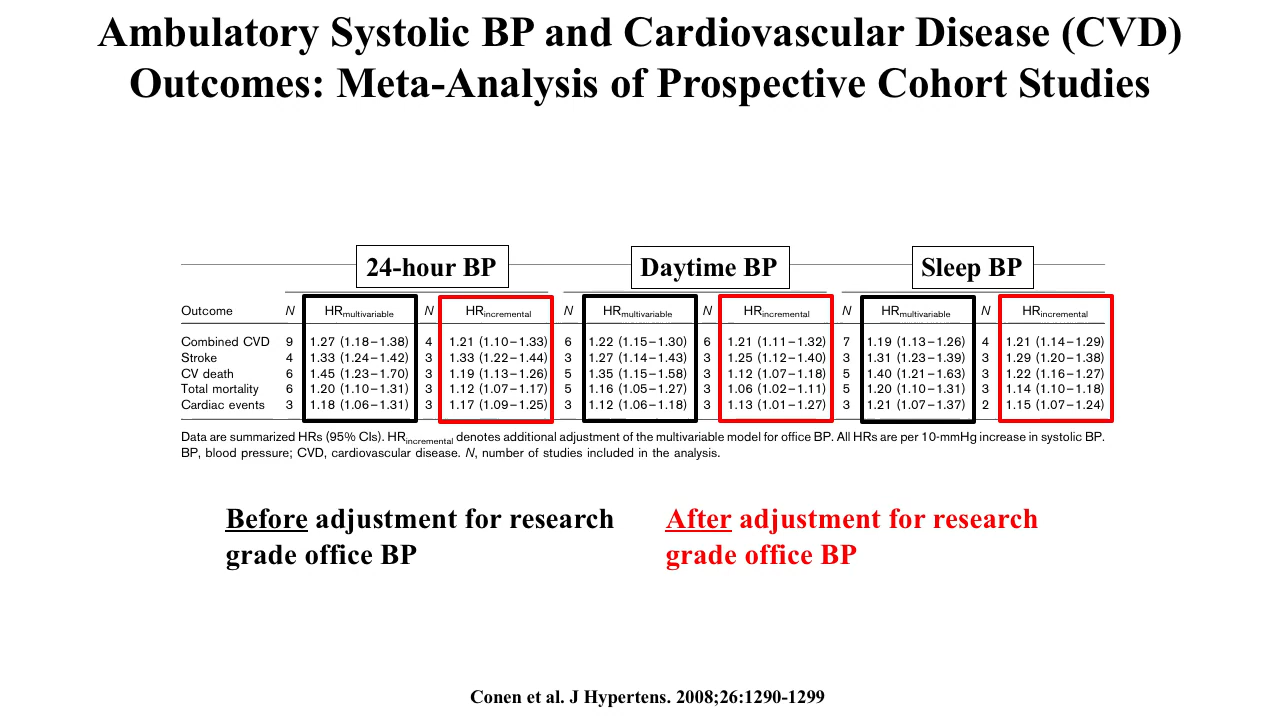 Ambulatory Systolic BP and Cardiovascular Disease (CVD)
Outcomes: Meta-Analysis of Prospective Cohort Studies
24-hour BP Daytime BP Sleep BP
Outcome N HRmultivariable N HRincremental N HRmultivariable N HRincremental N HRmultivariable N HRincremental
Combined CVD 9 1.27 (1.18–1.38) 4 1.21 (1.10–1.33) 6 1.22 (1.15–1.30) 6 1.21 (1.11–1.32) 7 1.19 (1.13–1.26) 4 1.21 (1.14–1.29)
Stroke 4 1.33 (1.24–1.42) 3 1.33 (1.22–1.44) 3 1.27 (1.14–1.43) 3 1.25 (1.12–1.40) 3 1.31 (1.23–1.39) 3 1.29 (1.20–1.38)
CV death 6 1.45 (1.23–1.70) 3 1.19 (1.13–1.26) 5 1.35 (1.15–1.58) 3 1.12 (1.07–1.18) 5 1.40 (1.21–1.63) 3 1.22 (1.16–1.27)
Total mortality 6 1.20 (1.10–1.31) 3 1.12 (1.07–1.17) 5 1.16 (1.05–1.27) 3 1.06 (1.02–1.11) 5 1.20 (1.10–1.31) 3 1.14 (1.10–1.18)
Cardiac events 3 1.18 (1.06–1.31) 3 1.17 (1.09–1.25) 3 1.12 (1.06–1.18) 3 1.13 (1.01–1.27) 3 1.21 (1.07–1.37) 2 1.15 (1.07–1.24)
Data are summarized HRs (95% CIs). HRincremental denotes additional adjustment of the multivariable model for office BP. All HRs are per 10-mmHg increase in systolic BP.
BP, blood pressure; CVD, cardiovascular disease. N, number of studies included in the analysis.
Before adjustment for research
grade office BP
After adjustment for research
grade office BP
Conen et al. J Hypertens. 2008;26:1290-1299